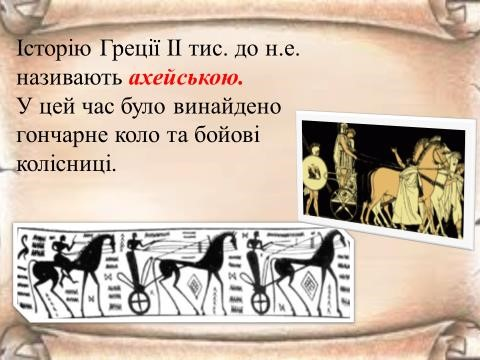 Історію Греції ІІ тис. до н.е.
називають ахейською.
У цей час було винайдено
гончарне коло та бойові
колісниці.